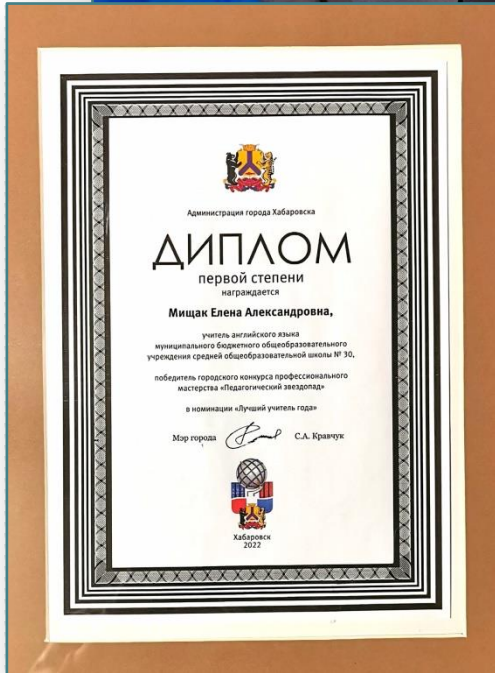 Администрация города Хабаровска
ДИПЛОМ
первой степени
награждается
Мищак Елена Александровна,
учитель английского языка
муниципального бюджетного общеобразовательного
учреждения средней общеобразовательной школы № 30,
победитель городского конкурса профессионального
мастерства «Педагогический звездопад»
в номинации «Лучший учитель года»
Мэр города С.А. Кравчук
Хабаровск
2022